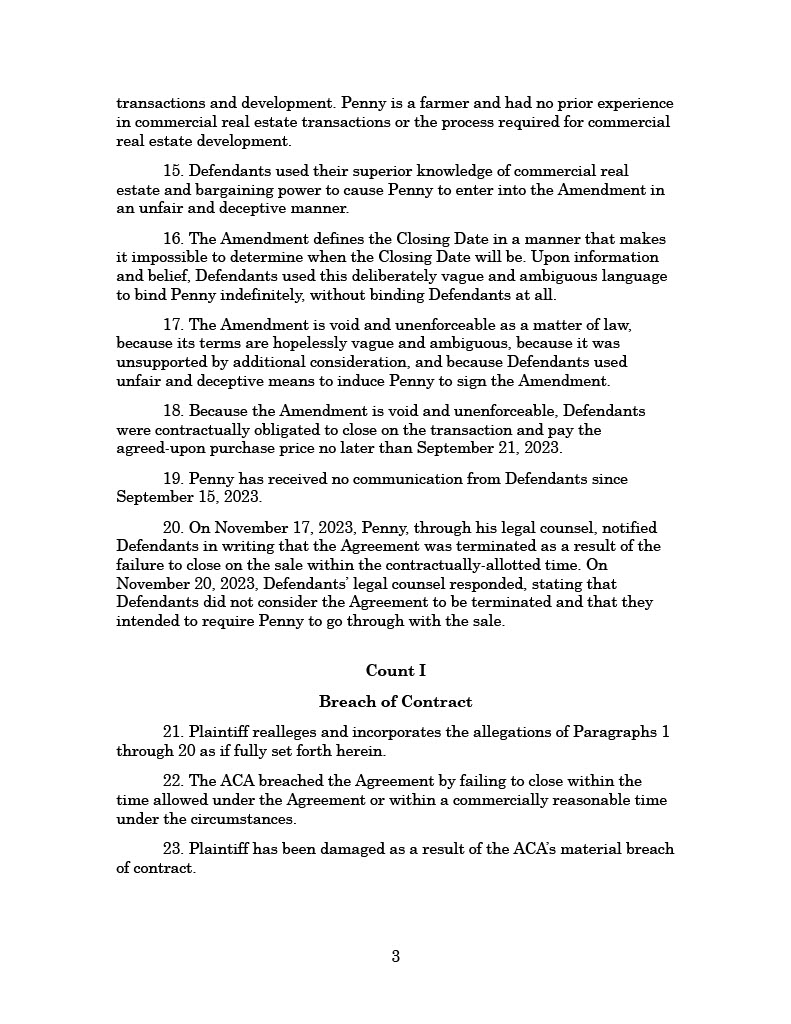 transactions and development. Penny is a farmer and had no prior experience
in commercial real estate transactions or the process required for commercial
real estate development.
15. Defendants used their superior knowledge of commercial real
estate and bargaining power to cause Penny to enter into the Amendment in
an unfair and deceptive manner.
16. The Amendment defines the Closing Date in a manner that makes
it impossible to determine when the Closing Date will be. Upon information
and belief, Defendants used this deliberately vague and ambiguous language
to bind Penny indefinitely, without binding Defendants at all.
17. The Amendment is void and unenforceable as a matter of law,
because its terms are hopelessly vague and ambiguous, because it was
unsupported by additional consideration, and because Defendants used
unfair and deceptive means to induce Penny to sign the Amendment.
18. Because the Amendment is void and unenforceable, Defendants
were contractually obligated to close on the transaction and pay the
agreed-upon purchase price no later than September 21, 2023.
19. Penny has received no communication from Defendants since
September 15, 2023.
20. On November 17, 2023, Penny, through his legal counsel, notified
Defendants in writing that the Agreement was terminated as a result of the
failure to close on the sale within the contractually-allotted time. On
November 20, 2023, Defendants’ legal counsel responded, stating that
Defendants did not consider the Agreement to be terminated and that they
intended to require Penny to go through with the sale.
Count I
Breach of Contract
21. Plaintiff realleges and incorporates the allegations of Paragraphs 1
through 20 as if fully set forth herein.
22. The ACA breached the Agreement by failing to close within the
time allowed under the Agreement or within a commercially reasonable time
under the circumstances.
23. Plaintiff has been damaged as a result of the ACA’s material breach
of contract.
3